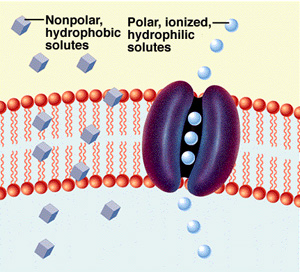 Nonpolar,
hydrophobic
solutes
Polar, ionized,
hydrophilic
solutes